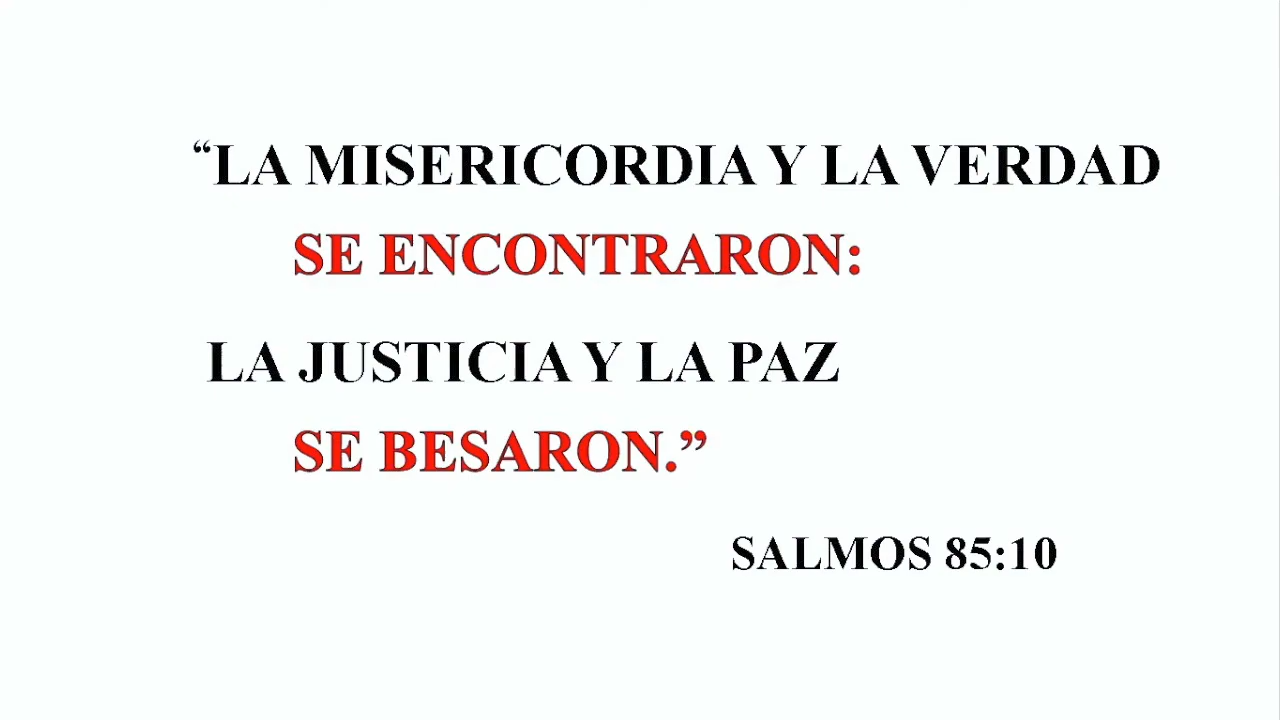 “LA MISERICORDIA Y LA VERDAD
SE ENCONTRARON:
LA JUSTICIA Y LA PAZ
SE BESARON.”
SALMOS 85:10